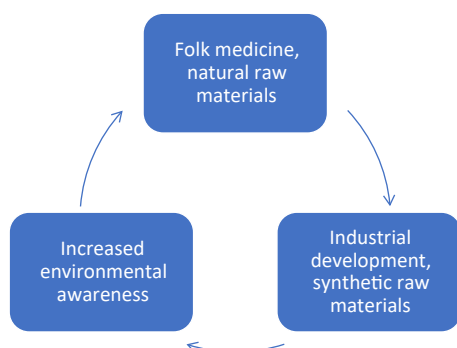 Folk medicine,
natural raw
materials
Increased
environmental
awareness
Industrial
development,
synthetic raw
materials